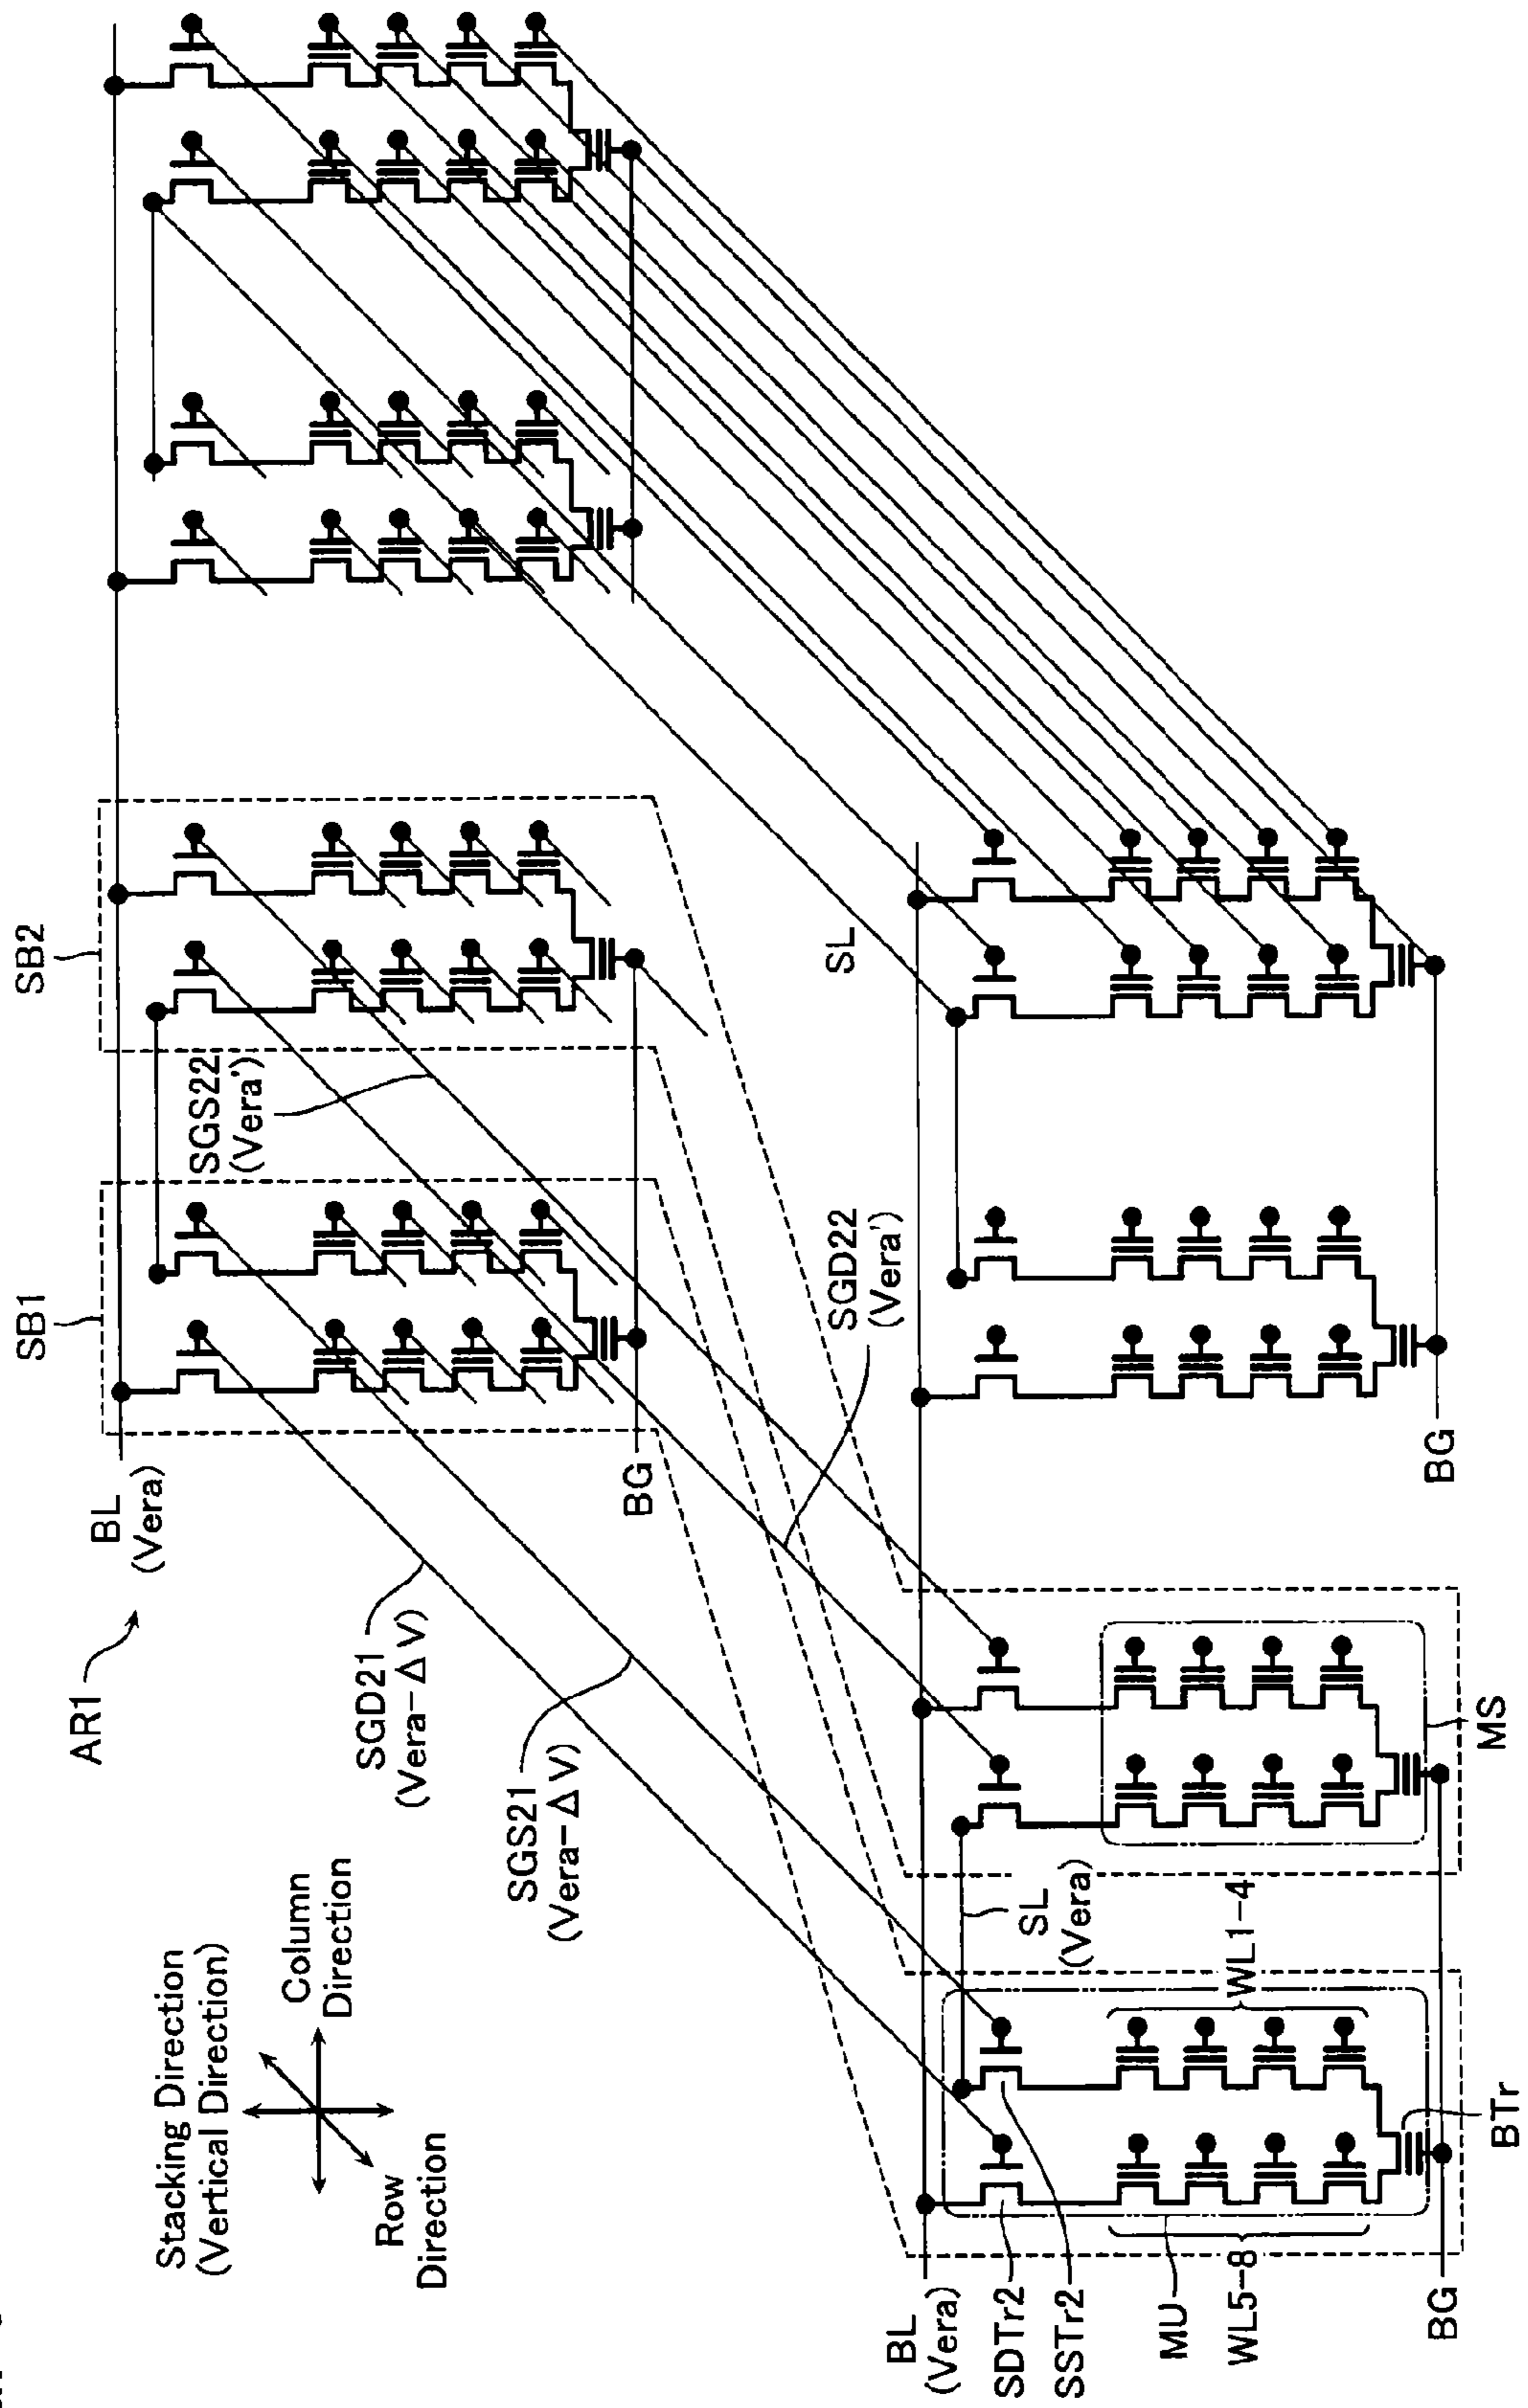 AR1
Stacking Direction
(Vertical Direction)
Column
Direction
Row
Direction
SB1
SB2
BL
(Vera)
SGD21
(Vera-ΔV)
SGS21
(Vera-ΔV)
SGS22
(Vera')
BG
SGD22
(Vera')
SL
BL
(Vera)
SDTr2
SSTr2
SL
(Vera)
MU
WL5-8
WL1-4
BG
BTr
MS
BG